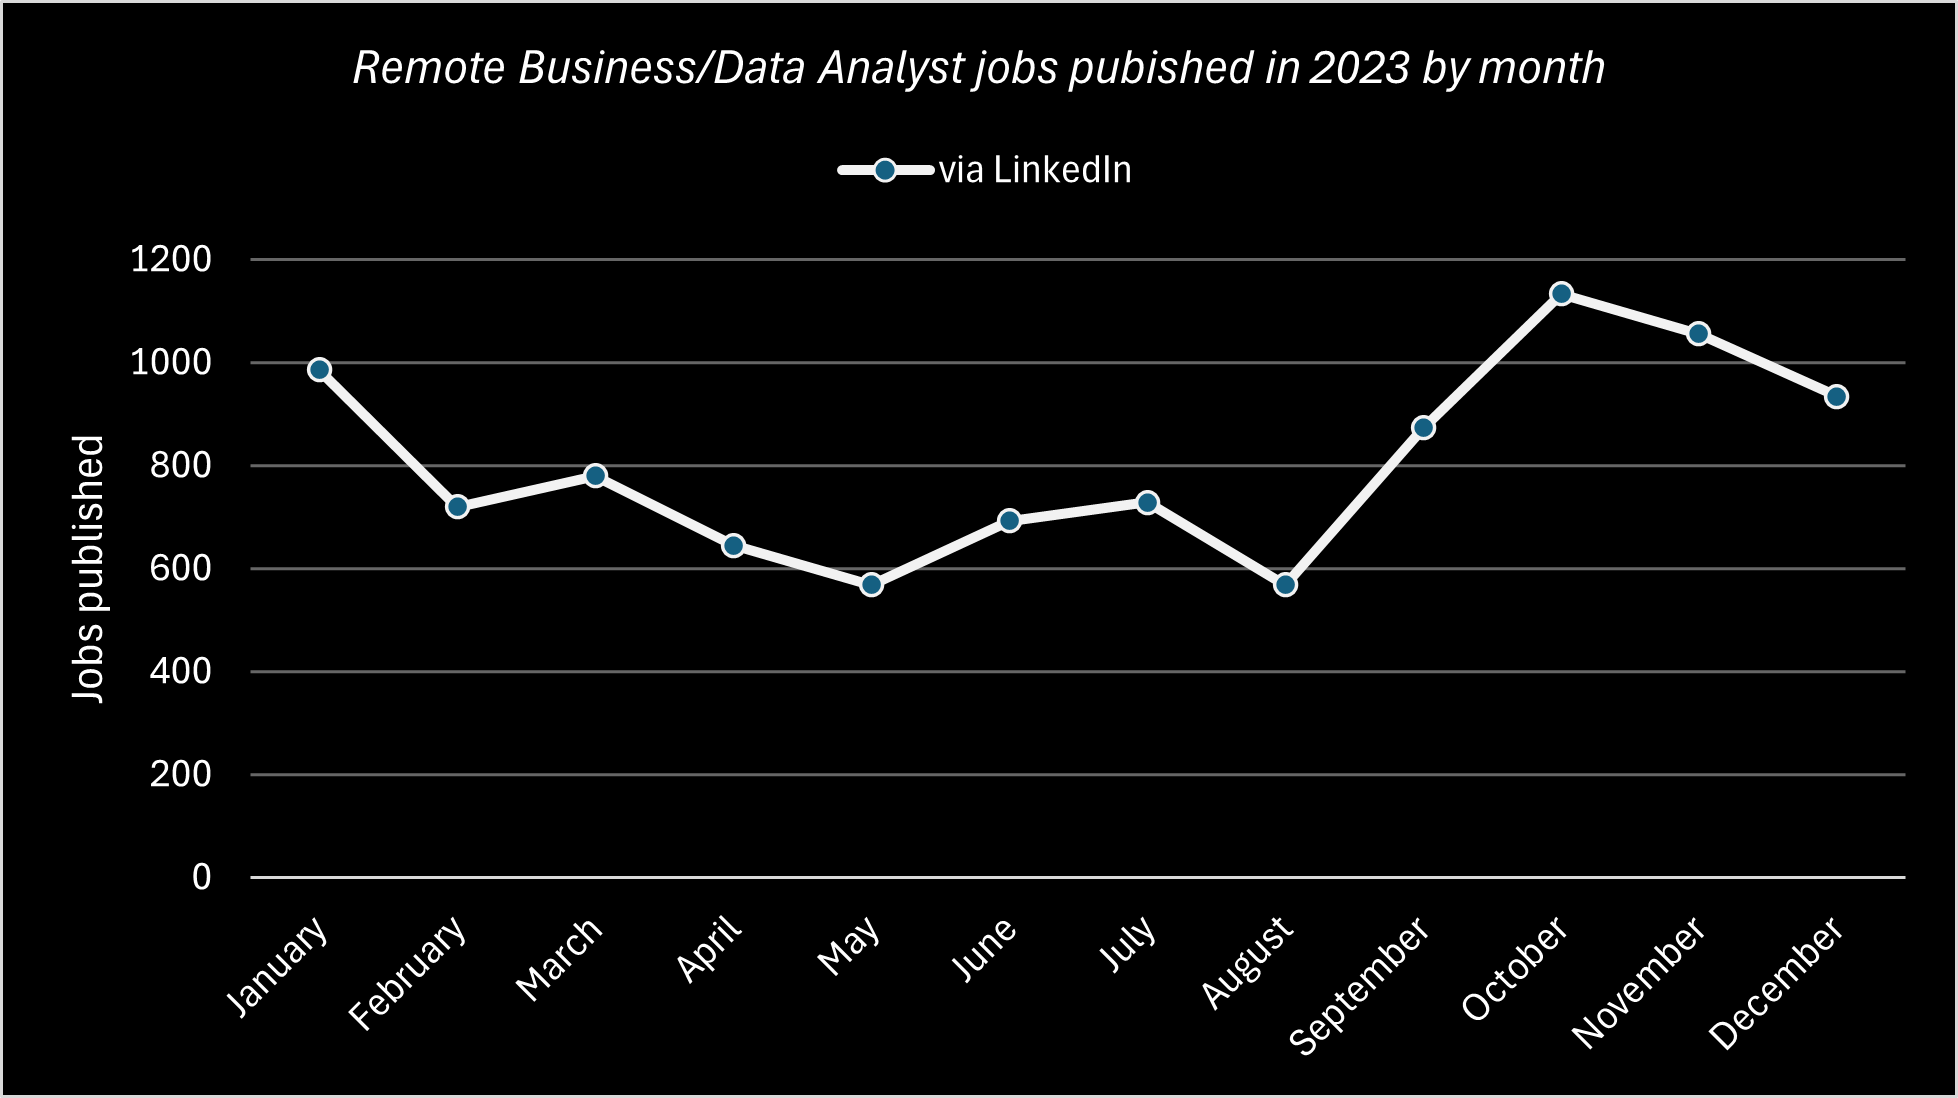 Remote Business/Data Analyst jobs pubished in 2023 by month
via LinkedIn
1200
1000
800
600
400
200
0
Jobs published
January
February
March
April
May
June
July
August
September
October
November
December